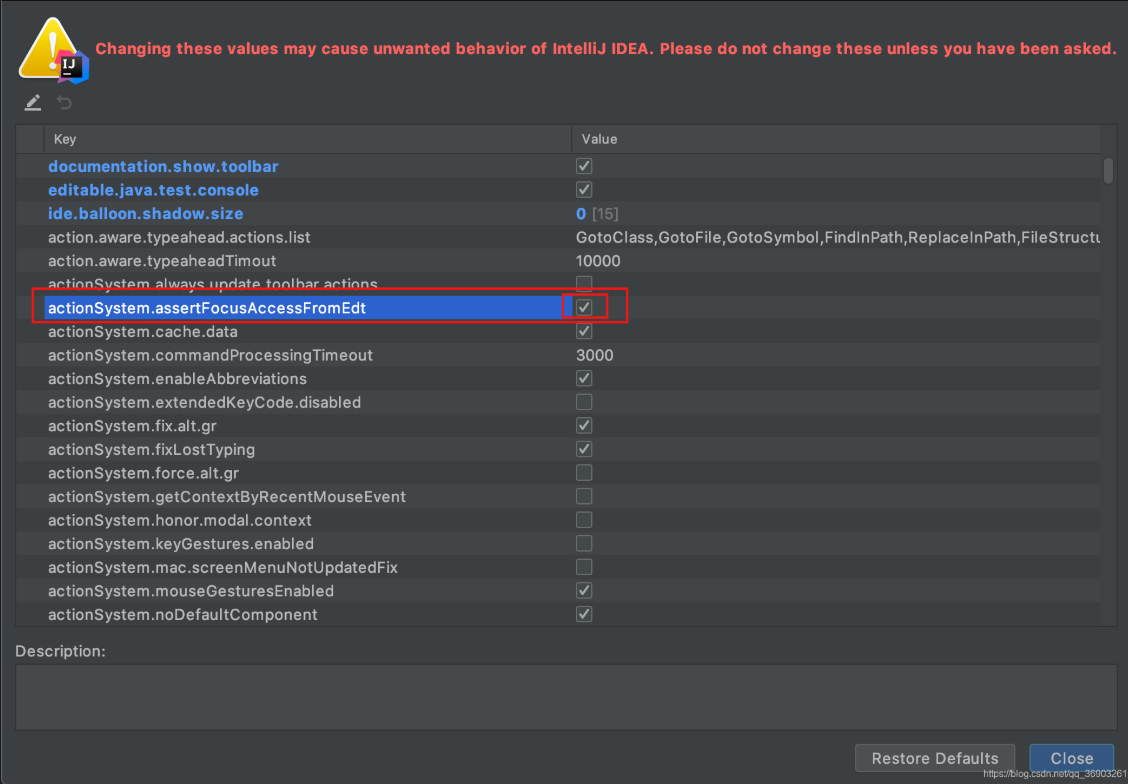 Changing these values may cause unwanted behavior of IntelliJ IDEA. Please do not change these unless you have been asked.
IJ
Key Value
documentation.show.toolbar
editable.java.test.console
ide.balloon.shadow.size 0 [15]
action.aware.typeahead.actions.list GotoClass,GotoFile,GotoSymbol,FindInPath,ReplaceInPath,FileStructu
action.aware.typeaheadTimout 10000
actionSystem.always.update.toolbar.actions
actionSystem.assertFocusAccessFromEdt
actionSystem.cache.data
actionSystem.commandProcessingTimeout 3000
actionSystem.enableAbbreviations
actionSystem.extendedKeyCode.disabled
actionSystem.fix.alt.gr
actionSystem.fixLostTyping
actionSystem.force.alt.gr
actionSystem.getContextByRecentMouseEvent
actionSystem.honor.modal.context
actionSystem.keyGestures.enabled
actionSystem.mac.screenMenuNotUpdatedFix
actionSystem.mouseGesturesEnabled
actionSystem.noDefaultComponent
Description:
Restore Defaults Close
https://blog.csdn.net/qq_36903261